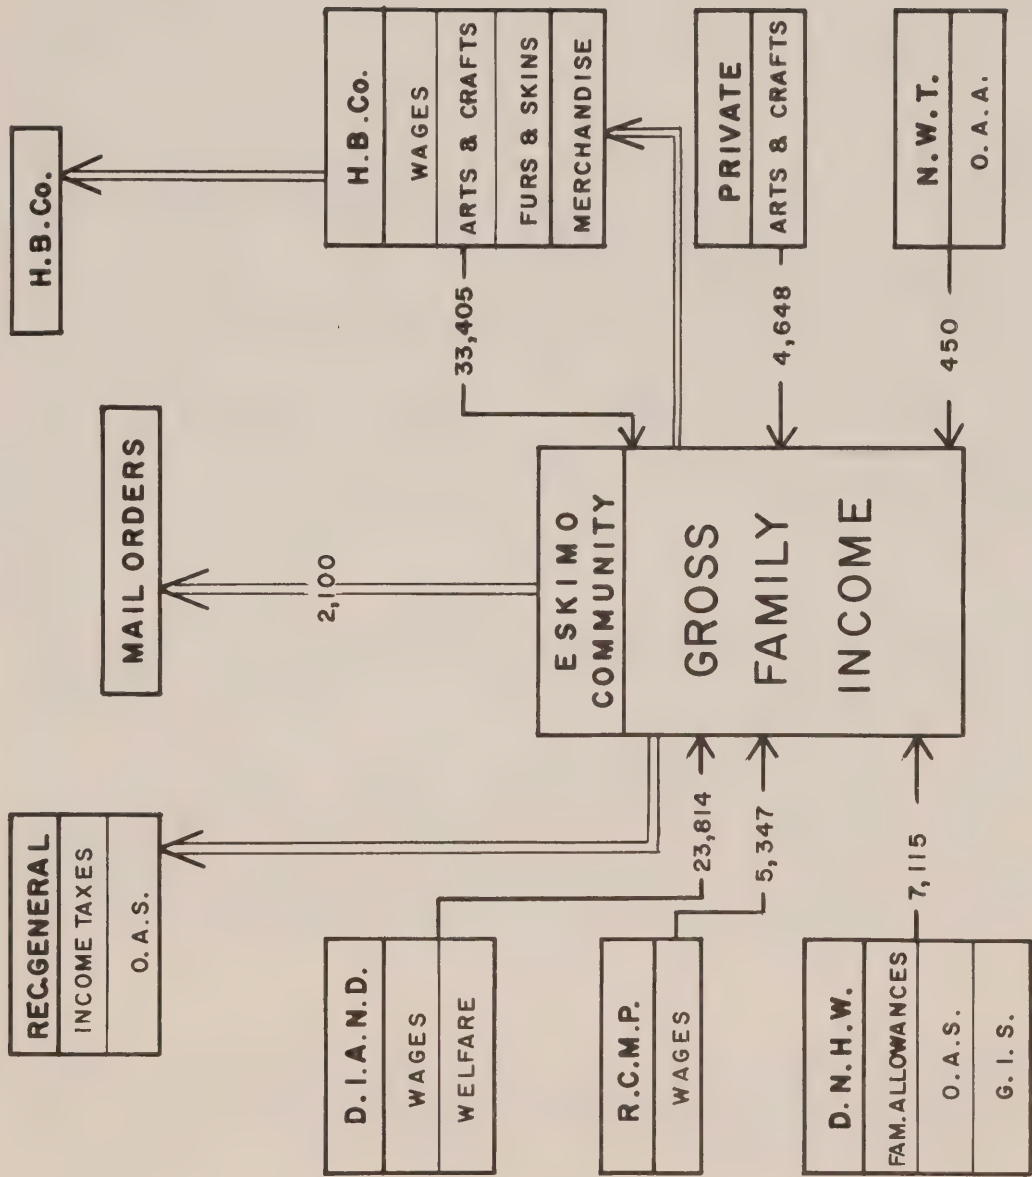 REC.GENERAL
INCOME TAXES
O.A.S.
MAIL ORDERS
H.B.Co.
2,100
D.I.A.N.D.
WAGES
WELFARE
23,814
R.C.M.P.
WAGES
5,347
D.N.H.W.
FAM.ALLOWANCES
O.A.S.
G.I.S.
7,115
ESKIMO
COMMUNITY
GROSS
FAMILY
INCOME
H.B.Co.
WAGES
ARTS & CRAFTS
FURS & SKINS
MERCHANDISE
33,405
PRIVATE
ARTS & CRAFTS
4,648
N.W.T.
O.A.A.
450